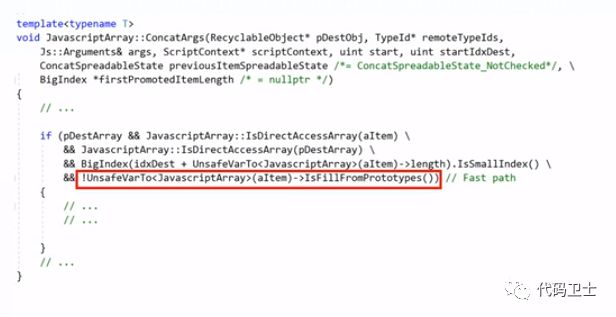 template<typename T>
void JavascriptArray::ConcatArgs(RecyclableObject* pDestObj, TypeId* remoteTypeIds,
Js::Arguments& args, ScriptContext* scriptContext, uint start, uint startIdxDest,
ConcatSpreadableState previousItemSpreadable /*= ConcatSpreadableState_NotChecked*/, \
BigIndex *firstPromotedItemLength /* = nullptr */)
{
// ...
if (pDestArray && JavascriptArray::IsDirectAccessArray(aItem) \
&& JavascriptArray::IsDirectAccessArray(pDestArray) \
&& BigIndex(idxDest + UnsafeVarTo<JavascriptArray>(aItem)->length).IsSmallIndex() \
&& !UnsafeVarTo<JavascriptArray>(aItem)->IsFillFromPrototypes()) // Fast path
{
// ...
// ...
}
// ...
}
代码卫士